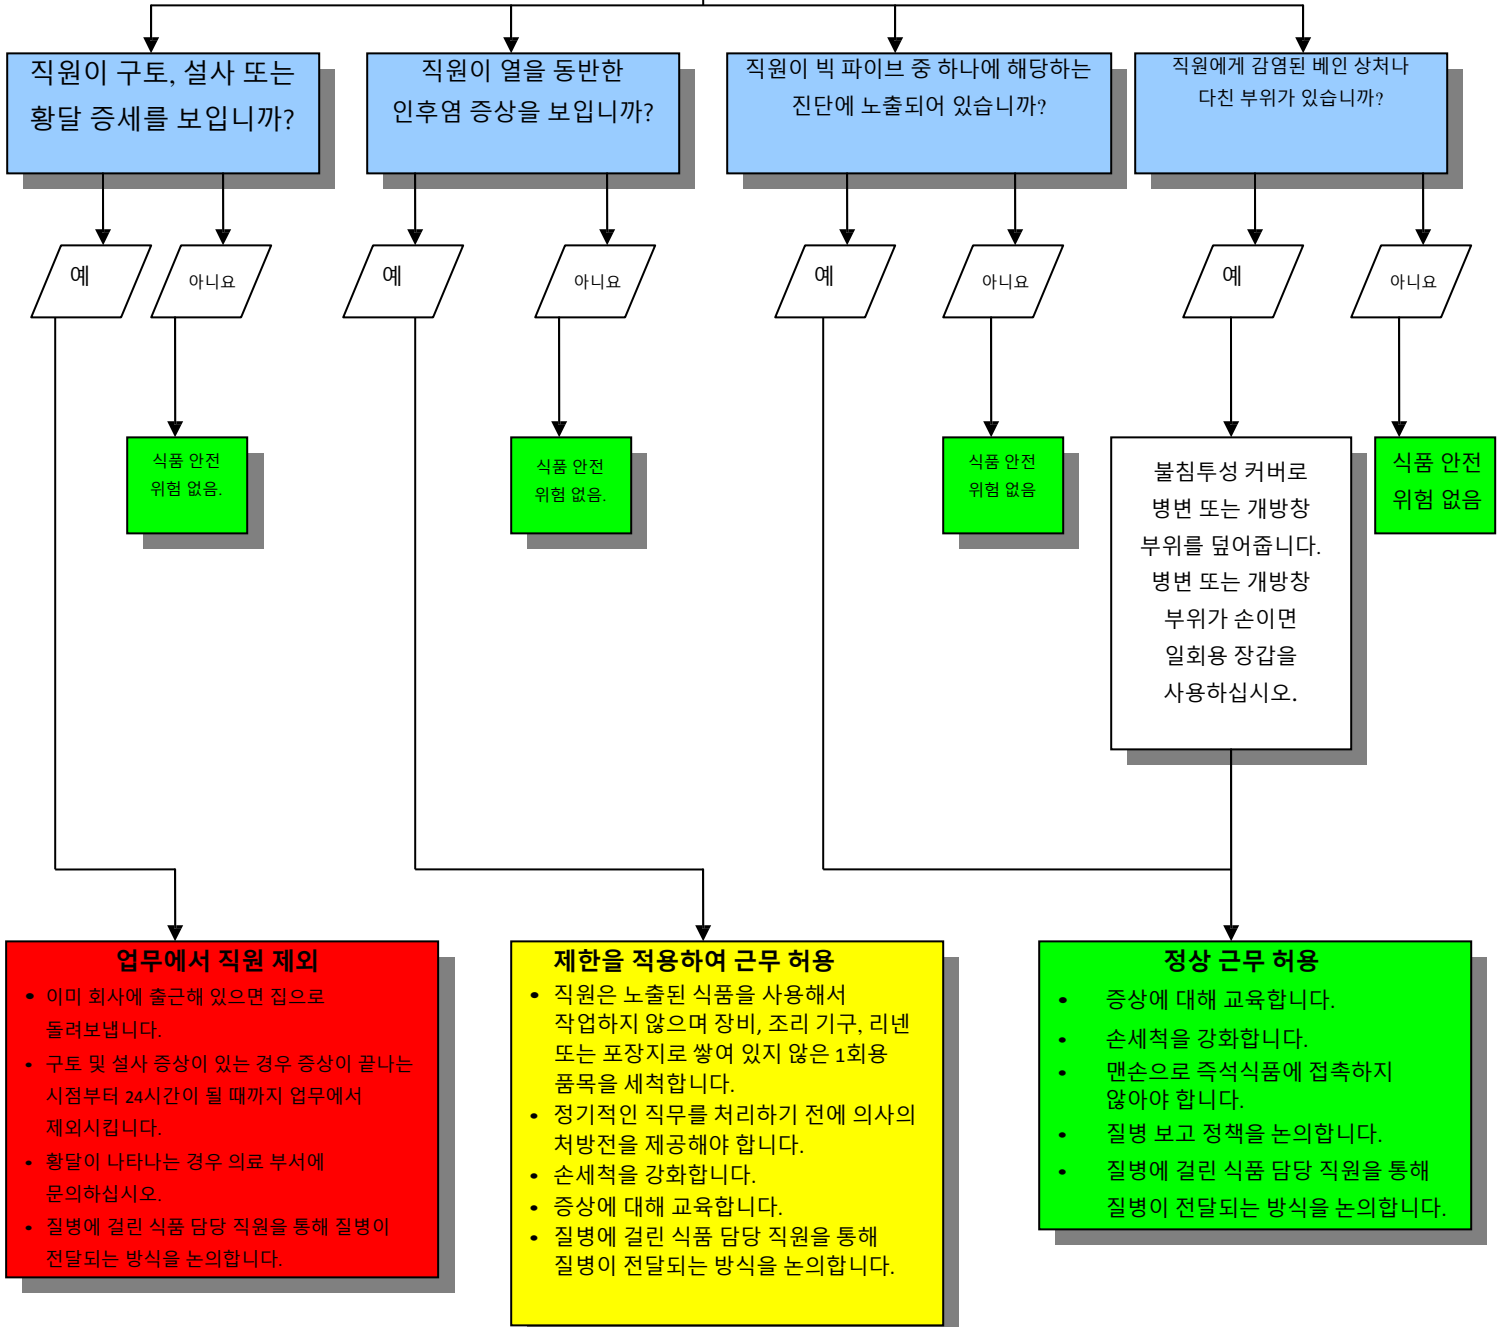 직원이 구토, 설사 또는
황달 증세를 보입니까?
직원이 열을 동반한
인후염 증상을 보입니까?
직원이 빅 파이브 중 하나에 해당하는
진단에 노출되어 있습니까?
직원에게 감염된 베인 상처나
다친 부위가 있습니까?
예
아니요
예
아니요
예
아니요
예
아니요
식품 안전
위험 없음.
식품 안전
위험 없음.
식품 안전
위험 없음
불침투성 커버로
병변 또는 개방창
부위를 덮어줍니다.
병변 또는 개방창
부위가 손이면
일회용 장갑을
사용하십시오.
식품 안전
위험 없음
업무에서 직원 제외
• 이미 회사에 출근해 있으면 집으로
돌려보냅니다.
• 구토 및 설사 증상이 있는 경우 증상이 끝나는
시점부터 24시간이 될 때까지 업무에서
제외시킵니다.
• 황달이 나타나는 경우 의료 부서에
문의하십시오.
• 질병에 걸린 식품 담당 직원을 통해 질병이
전달되는 방식을 논의합니다.
제한을 적용하여 근무 허용
• 직원은 노출된 식품을 사용해서
작업하지 않으며 장비, 조리 기구, 리넨
또는 포장지로 쌓여 있지 않은 1회용
품목을 세척합니다.
• 정기적인 직무를 처리하기 전에 의사의
처방전을 제공해야 합니다.
• 손세척을 강화합니다.
• 증상에 대해 교육합니다.
• 질병에 걸린 식품 담당 직원을 통해
질병이 전달되는 방식을 논의합니다.
정상 근무 허용
• 증상에 대해 교육합니다.
• 손세척을 강화합니다.
• 맨손으로 즉석식품에 접촉하지
않아야 합니다.
• 질병 보고 정책을 논의합니다.
• 질병에 걸린 식품 담당 직원을 통해
질병이 전달되는 방식을 논의합니다.